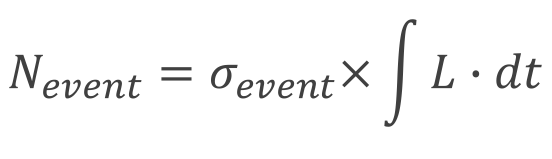 N_event = σ_event × ∫ L · dt